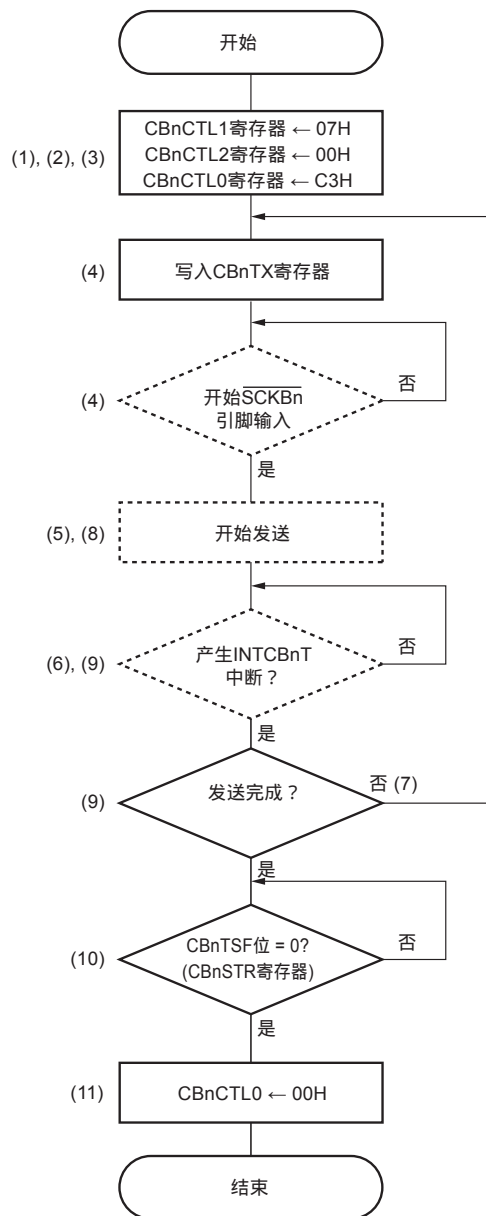 开始
CBnCTL1寄存器 ← 07H
(1), (2), (3)
CBnCTL2寄存器 ← 00H
CBnCTL0寄存器 ← C3H
(4)
写入CBnTX寄存器
开始SCKBn
引脚输入
(4)
否
是
(5), (8)
开始发送
产生INTCBnT
中断？
(6), (9)
否
是
(9)
发送完成？
否 (7)
是
CBnTSF位 = 0?
(CBnSTR寄存器)
(10)
否
是
(11)
CBnCTL0 ← 00H
结束